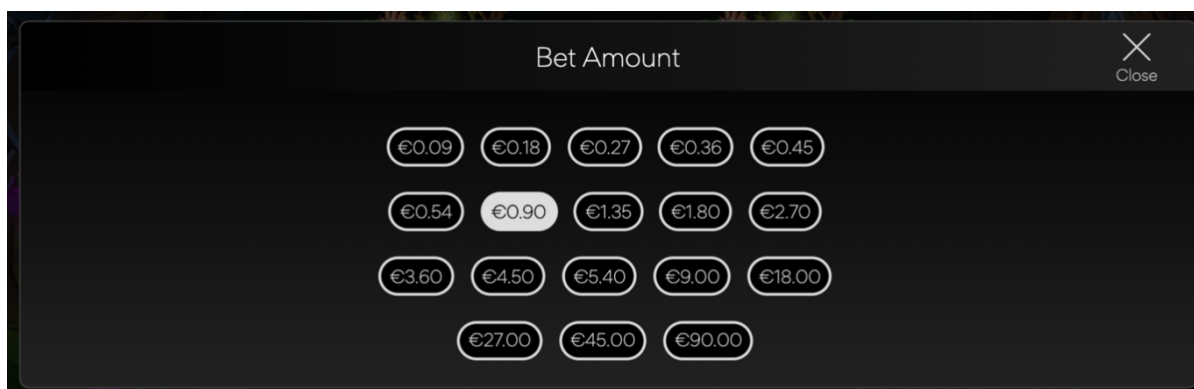 Bet Amount
Close
€0.09 €0.18 €0.27 €0.36 €0.45
€0.54 €0.90 €1.35 €1.80 €2.70
€3.60 €4.50 €5.40 €9.00 €18.00
€27.00 €45.00 €90.00